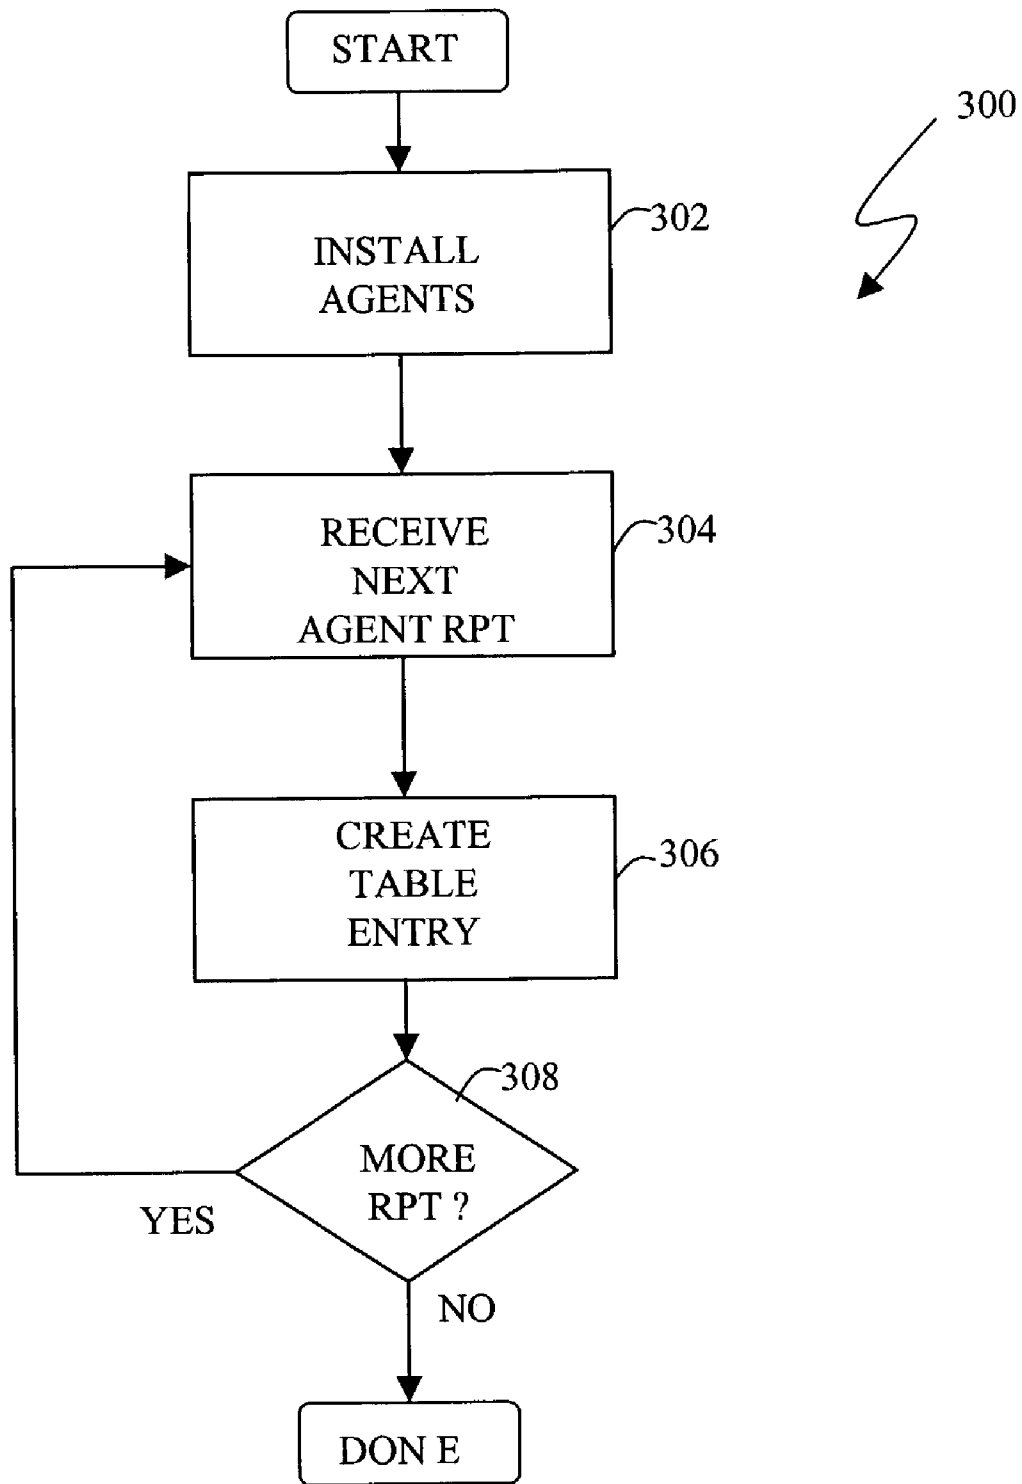 START
300
302
INSTALL
AGENTS
304
RECEIVE
NEXT
AGENT RPT
306
CREATE
TABLE
ENTRY
308
MORE
RPT ?
YES
NO
DON E